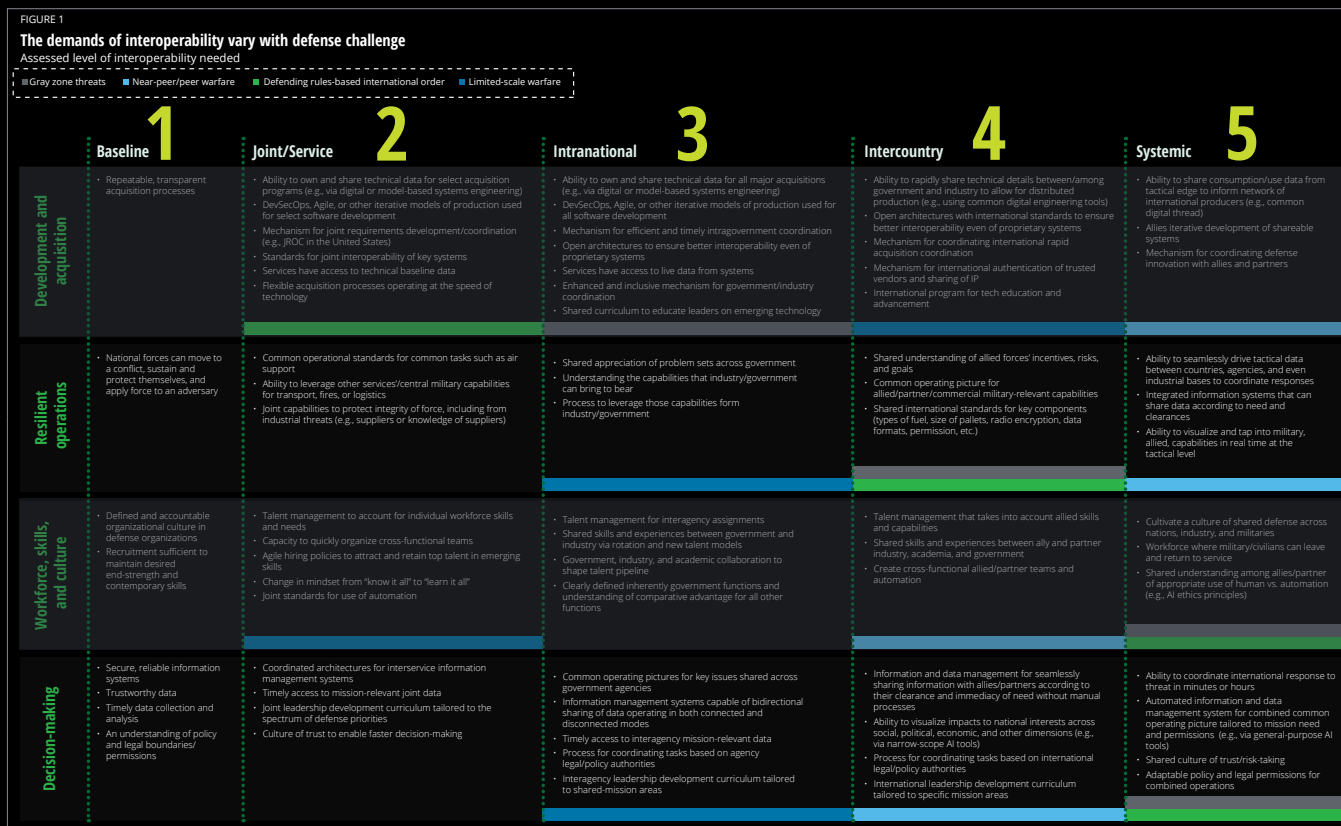 FIGURE 1
The demands of interoperability vary with defense challenge
Assessed level of interoperability needed
Gray zone threats
Near-peer/peer warfare
Defending rules-based international order
Limited-scale warfare
1
Baseline
2
Joint/Service
3
Intranational
4
Intercountry
5
Systemic
Development and
acquisition
• Repeatable, transparent
acquisition processes
• Ability to own and share technical data for select acquisition
programs (e.g., via digital or model-based systems engineering)
• DevSecOps, Agile, or other iterative models of production used
for select software development
• Mechanism for joint requirements development/coordination
(e.g., JROC in the United States)
• Standards for joint interoperability of key systems
• Services have access to technical baseline data
• Flexible acquisition processes operating at the speed of
technology
• Ability to own and share technical data for all major acquisitions
(e.g., via digital or model-based systems engineering)
• DevSecOps, Agile, or other iterative models of production used for
all software development
• Mechanism for efficient and timely intragovernment coordination
• Open architectures to ensure better interoperability even of
proprietary systems
• Services have access to live data from systems
• Enhanced and inclusive mechanism for government/industry
coordination
• Shared curriculum to educate leaders on emerging technology
• Ability to rapidly share technical details between/among
government and industry to allow for distributed
production (e.g., using common digital engineering tools)
• Open architectures with international standards to ensure
better interoperability even of proprietary systems
• Mechanism for coordinating international rapid
acquisition coordination
• Mechanism for international authentication of trusted
vendors and sharing of IP
• International program for tech education and
advancement
• Ability to share consumption/use data from
tactical edge to inform network of
international producers (e.g., common
digital thread)
• Allies iterative development of shareable
systems
• Mechanism for coordinating defense
innovation with allies and partners
Resilient
operations
• National forces can move to
a conflict, sustain and
protect themselves, and
apply force to an adversary
• Common operational standards for common tasks such as air
support
• Ability to leverage other services’/central military capabilities
for transport, fires, or logistics
• Joint capabilities to protect integrity of force, including from
industrial threats (e.g., suppliers or knowledge of suppliers)
• Shared appreciation of problem sets across government
• Understanding the capabilities that industry/government
can bring to bear
• Process to leverage those capabilities form
industry/government
• Shared understanding of allied forces’ incentives, risks,
and goals
• Common operating picture for
allied/partner/commercial military-relevant capabilities
• Shared international standards for key components
(types of fuel, size of pallets, radio encryption, data
formats, permission, etc.)
• Ability to seamlessly drive tactical data
between countries, agencies, and even
industrial bases to coordinate responses
• Integrated information systems that can
share data according to need and
clearances
• Ability to visualize and tap into military,
allied, capabilities in real time at the
tactical level
Workforce, skills,
and culture
• Defined and accountable
organizational culture in
defense organizations
• Recruitment sufficient to
maintain desired
end-strength and
contemporary skills
• Talent management to account for individual workforce skills
and needs
• Capacity to quickly organize cross-functional teams
• Agile hiring policies to attract and retain top talent in emerging
skills
• Change in mindset from “know it all” to “learn it all”
• Joint standards for use of automation
• Talent management for interagency assignments
• Shared skills and experiences between government and
industry via rotation and new talent models
• Government, industry, and academic collaboration to
shape talent pipeline
• Clearly defined inherently government functions and
understanding of comparative advantage for all other
functions
• Talent management that takes into account allied skills
and capabilities
• Shared skills and experiences between ally and partner
industry, academia, and government
• Create cross-functional allied/partner teams and
automation
• Cultivate a culture of shared defense across
nations, industry, and militaries
• Workforce where military/civilians can leave
and return to service
• Shared understanding among allies/partner
of appropriate use of human vs. automation
(e.g., AI ethics principles)
Decision-making
• Secure, reliable information
systems
• Trustworthy data
• Timely data collection and
analysis
• An understanding of policy
and legal boundaries/
permissions
• Coordinated architectures for interservice information
management systems
• Timely access to mission-relevant joint data
• Joint leadership development curriculum tailored to the
spectrum of defense priorities
• Culture of trust to enable faster decision-making
• Common operating pictures for key issues shared across
government agencies
• Information management systems capable of bidirectional
sharing of data operating in both connected and
disconnected modes
• Timely access to interagency mission-relevant data
• Process for coordinating tasks based on agency
legal/policy authorities
• Interagency leadership development curriculum tailored
to shared-mission areas
• Information and data management for seamlessly
sharing information with allies/partners according to
their clearance and immediacy of need without manual
processes
• Ability to visualize impacts to national interests across
social, political, economic, and other dimensions (e.g.,
via narrow-scope AI tools)
• Process for coordinating tasks based on international
legal/policy authorities
• International leadership development curriculum
tailored to specific mission areas
• Ability to coordinate international response to
threat in minutes or hours
• Automated information and data
management system for combined common
operating picture tailored to mission need
and permissions (e.g., via general-purpose AI
tools)
• Shared culture of trust/risk-taking
• Adaptable policy and legal permissions for
combined operations